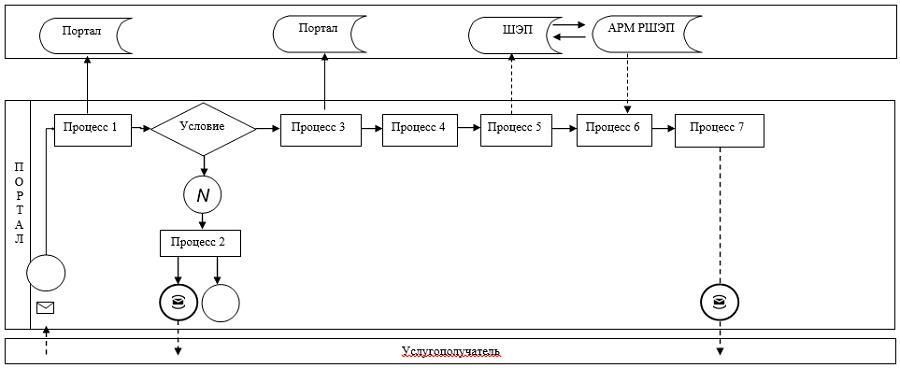 Портал
Портал
ШЭП
АРМ РШЭП
ПОРТАЛ
Процесс 1
Условие
Процесс 3
Процесс 4
Процесс 5
Процесс 6
Процесс 7
N
Процесс 2
Услугополучатель